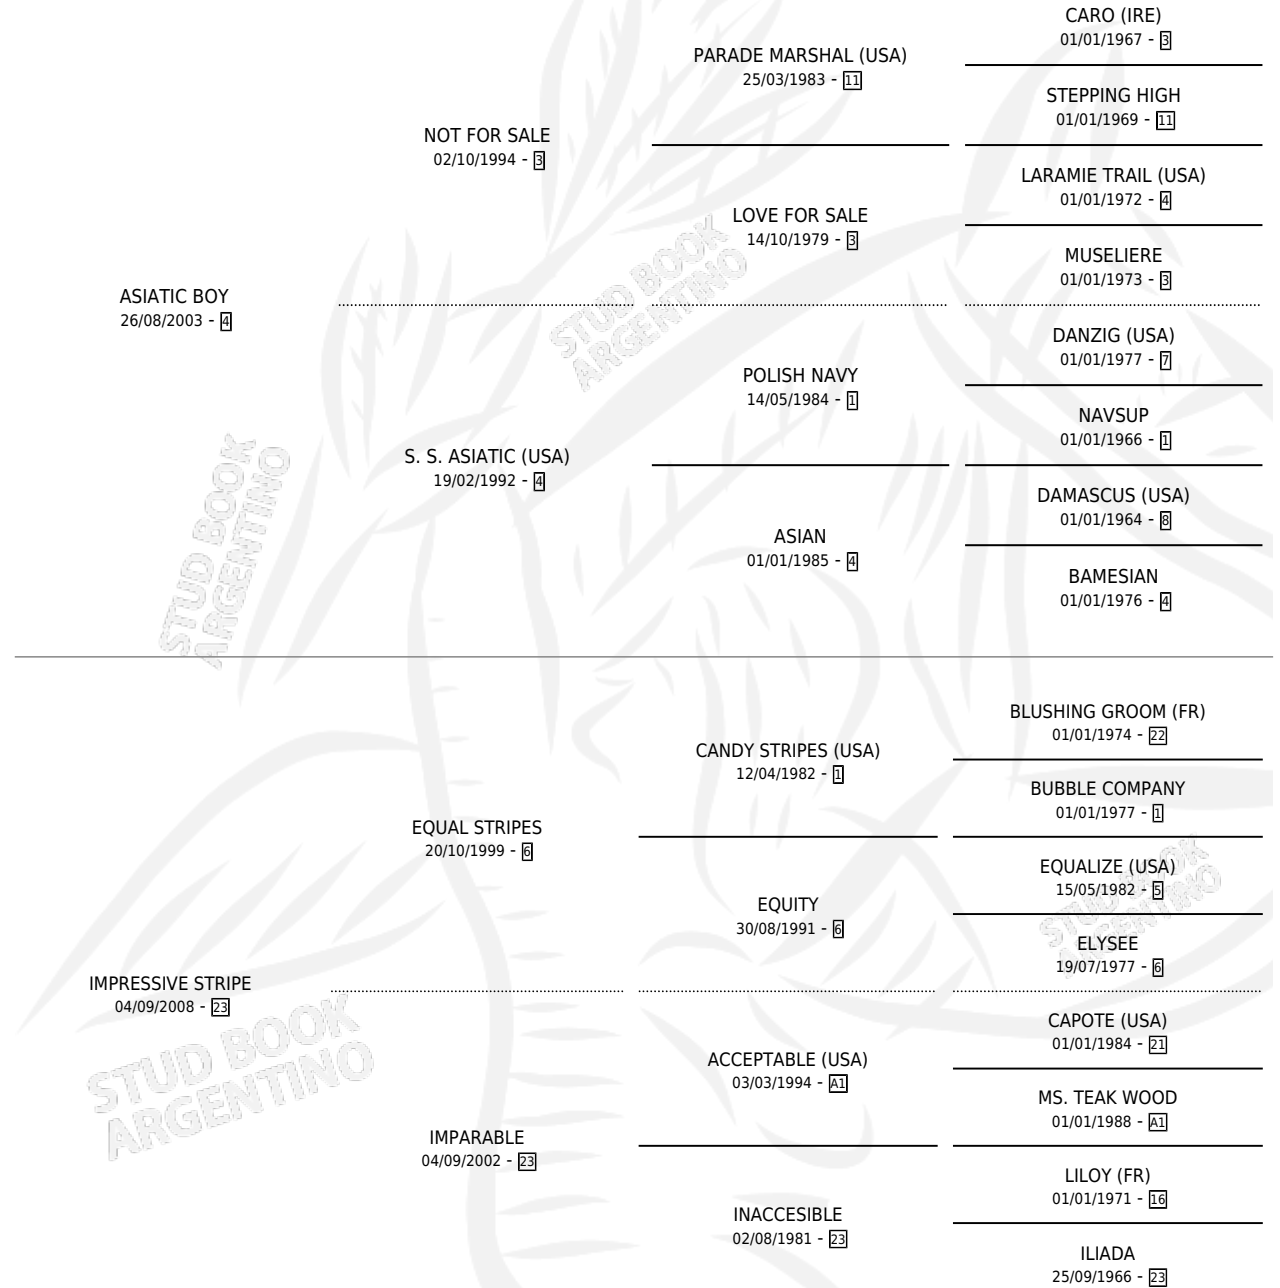 CARO (IRE)
01/01/1967 - 3
PARADE MARSHAL (USA)
25/03/1983 - 11
STEPPING HIGH
01/01/1969 - 11
NOT FOR SALE
02/10/1994 - 3
LARAMIE TRAIL (USA)
01/01/1972 - 4
LOVE FOR SALE
14/10/1979 - 3
MUSELIERE
01/01/1973 - 3
ASIATIC BOY
26/08/2003 - 4
DANZIG (USA)
01/01/1977 - 7
POLISH NAVY
14/05/1984 - 1
NAVSUP
01/01/1966 - 1
S. S. ASIATIC (USA)
19/02/1992 - 4
DAMASCUS (USA)
01/01/1964 - 8
ASIAN
01/01/1985 - 4
BAMESIAN
01/01/1976 - 4
STUD BOOK
ARGENTINO
STUD BOOK
ARGENTINO
BLUSHING GROOM (FR)
01/01/1974 - 22
CANDY STRIPES (USA)
12/04/1982 - 1
BUBBLE COMPANY
01/01/1977 - 1
EQUAL STRIPES
20/10/1999 - 6
EQUALIZE (USA)
15/05/1982 - 5
EQUITY
30/08/1991 - 6
ELYSEE
19/07/1977 - 6
IMPRESSIVE STRIPE
04/09/2008 - 23
CAPOTE (USA)
01/01/1984 - 21
ACCEPTABLE (USA)
03/03/1994 - A1
MS. TEAK WOOD
01/01/1988 - A1
IMPARABLE
04/09/2002 - 23
LILOY (FR)
01/01/1971 - 16
INACCESIBLE
02/08/1981 - 23
ILIADA
25/09/1966 - 23
STUD BOOK
ARGENTINO
STUD BOOK
ARGENTINO